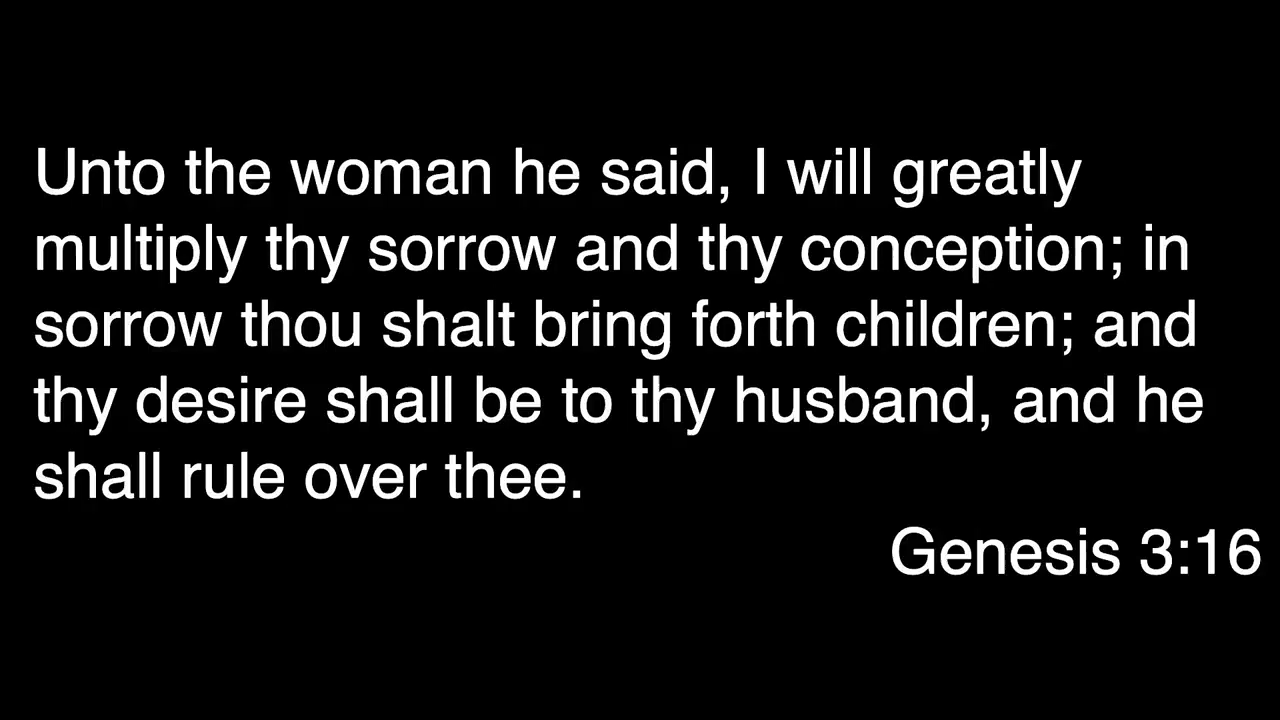 Unto the woman he said, I will greatly
multiply thy sorrow and thy conception; in
sorrow thou shalt bring forth children; and
thy desire shall be to thy husband, and he
shall rule over thee.
Genesis 3:16